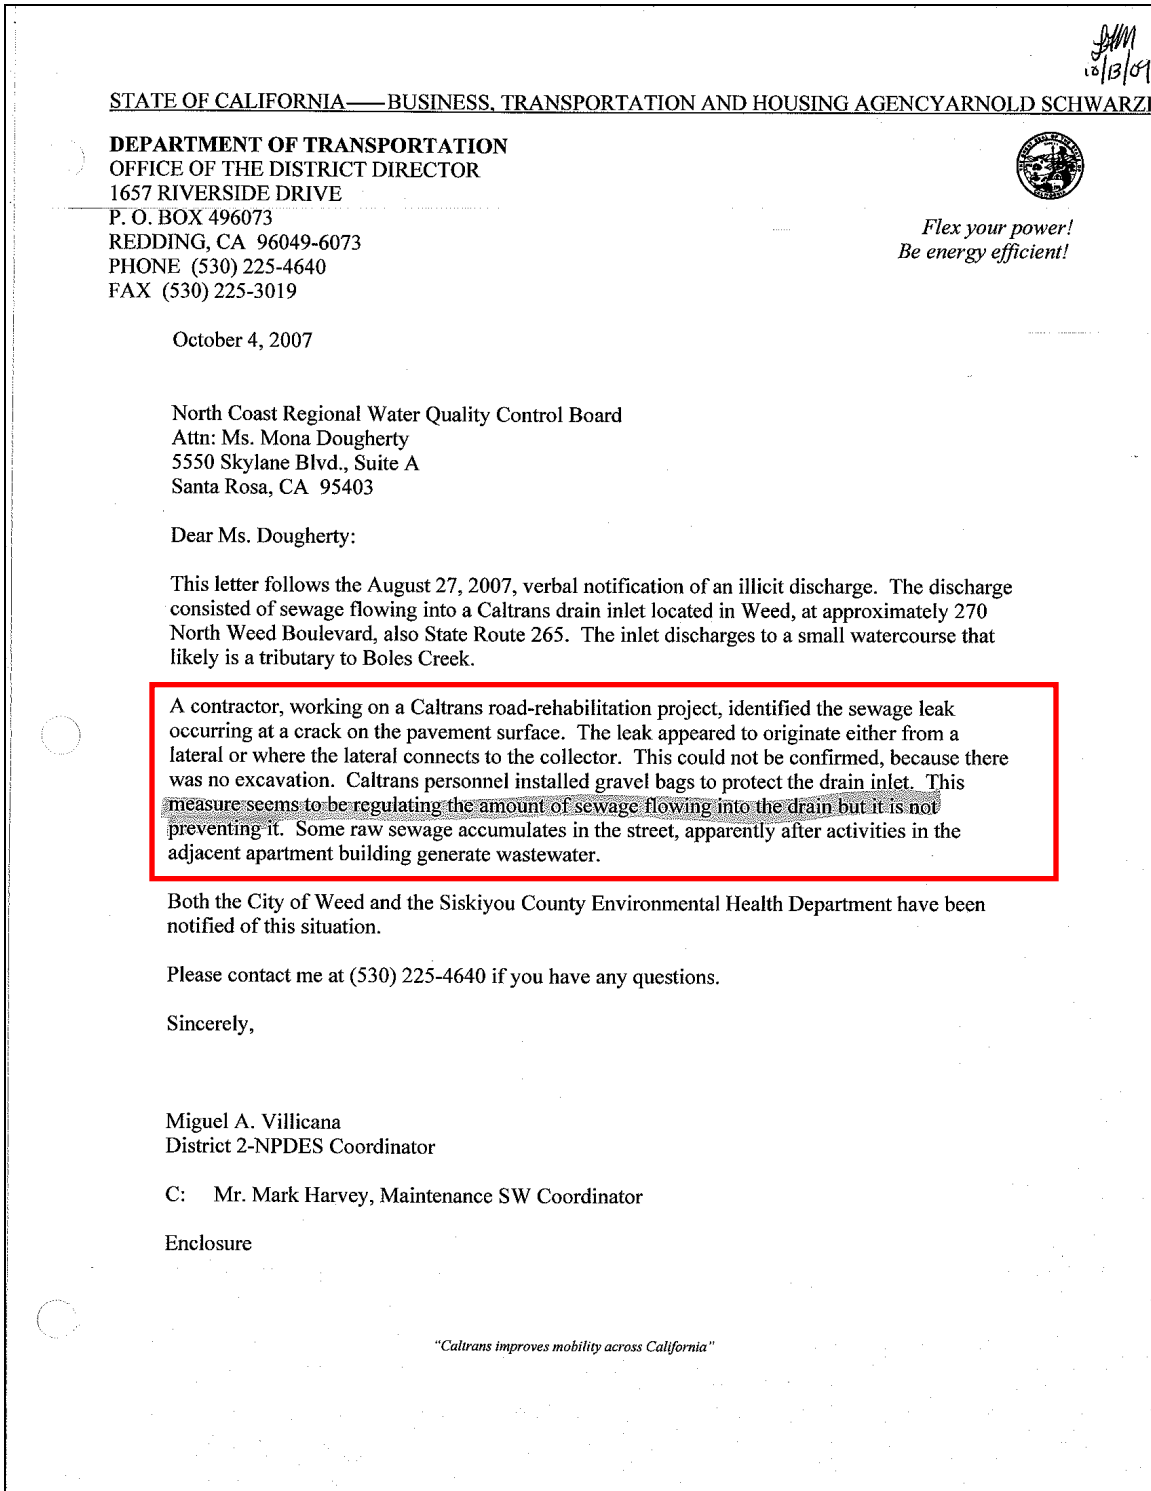 10/13/09
STATE OF CALIFORNIA——BUSINESS, TRANSPORTATION AND HOUSING AGENCYARNOLD SCHWARZ
DEPARTMENT OF TRANSPORTATION
OFFICE OF THE DISTRICT DIRECTOR
1657 RIVERSIDE DRIVE
P. O. BOX 496073
REDDING, CA 96049-6073
PHONE (530) 225-4640
FAX (530) 225-3019
Flex your power!
Be energy efficient!
October 4, 2007
North Coast Regional Water Quality Control Board
Attn: Ms. Mona Dougherty
5550 Skylane Blvd., Suite A
Santa Rosa, CA 95403
Dear Ms. Dougherty:
This letter follows the August 27, 2007, verbal notification of an illicit discharge. The discharge
consisted of sewage flowing into a Caltrans drain inlet located in Weed, at approximately 270
North Weed Boulevard, also State Route 265. The inlet discharges to a small watercourse that
likely is a tributary to Boles Creek.
A contractor, working on a Caltrans road-rehabilitation project, identified the sewage leak
occurring at a crack on the pavement surface. The leak appeared to originate either from a
lateral or where the lateral connects to the collector. This could not be confirmed, because there
was no excavation. Caltrans personnel installed gravel bags to protect the drain inlet. This
measure seems to be regulating the amount of sewage flowing into the drain but it is not
preventing it. Some raw sewage accumulates in the street, apparently after activities in the
adjacent apartment building generate wastewater.
Both the City of Weed and the Siskiyou County Environmental Health Department have been
notified of this situation.
Please contact me at (530) 225-4640 if you have any questions.
Sincerely,
Miguel A. Villicana
District 2-NPDES Coordinator
C: Mr. Mark Harvey, Maintenance SW Coordinator
Enclosure
"Caltrans improves mobility across California"